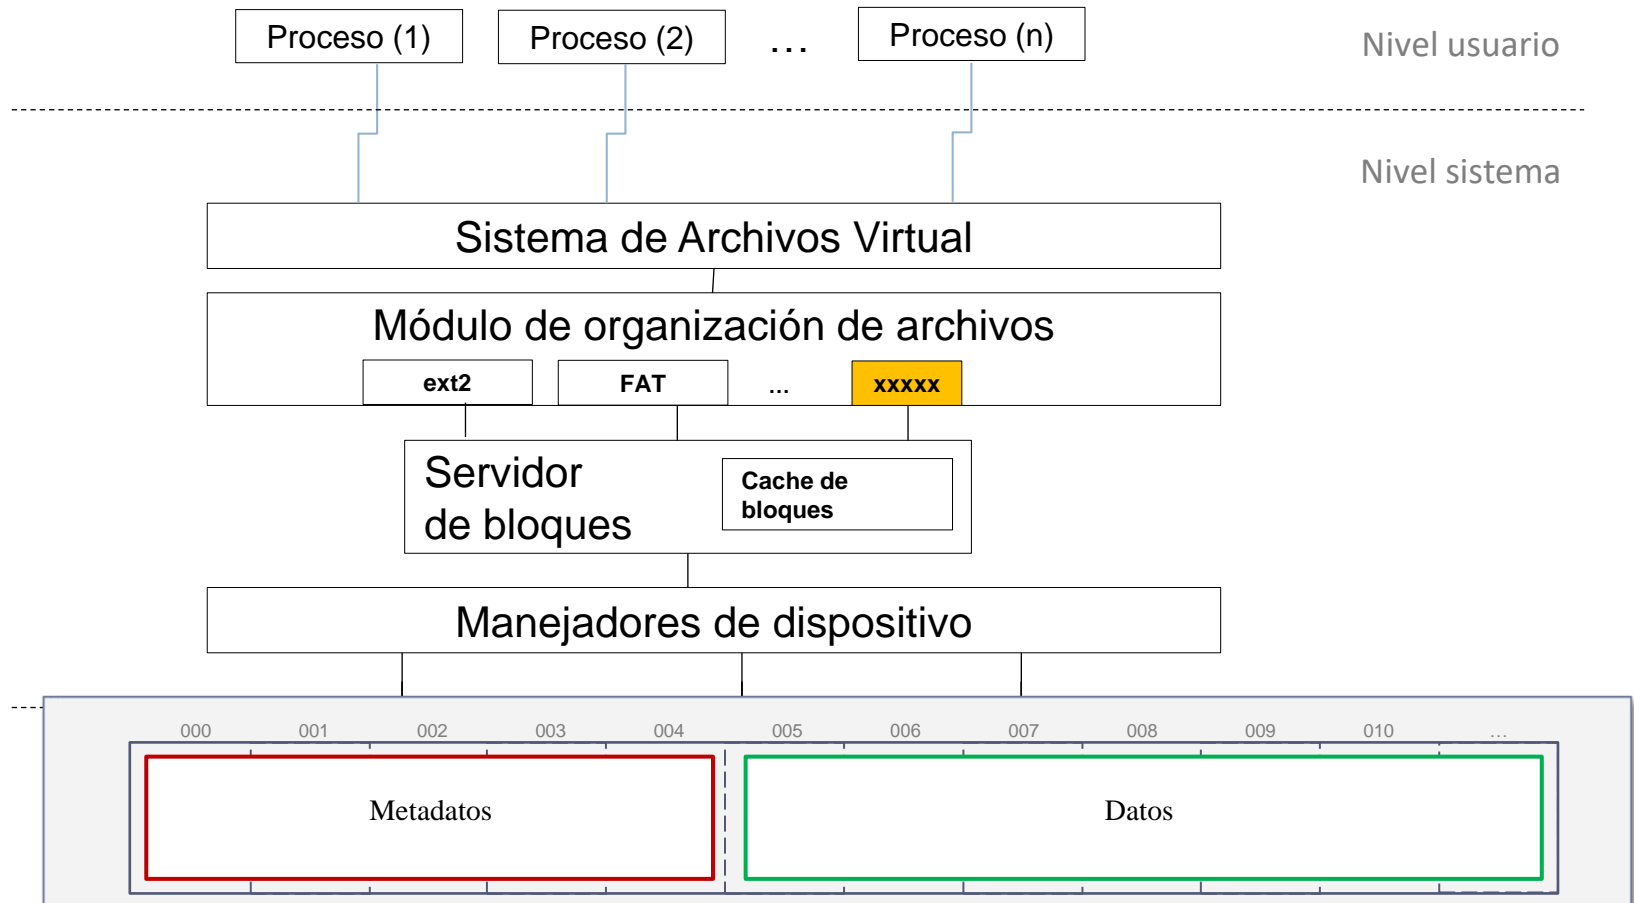 Proceso (1)
Proceso (2)
…
Proceso (n)
Nivel usuario
Nivel sistema
Sistema de Archivos Virtual
Módulo de organización de archivos
ext2
FAT
...
xxxxx
Servidor
de bloques
Cache de
bloques
Manejadores de dispositivo
000 001 002 003 004 005 006 007 008 009 010 …
Metadatos
Datos